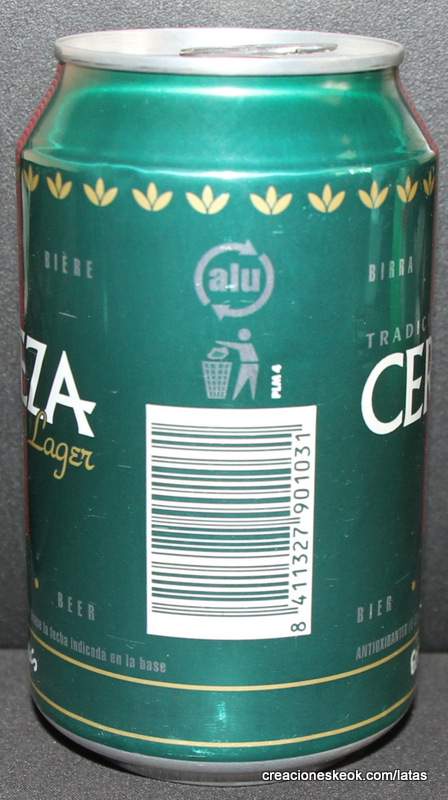 BIÈRE
alu
BIRRA
PLM 4
TRADIC
EZA
CER
Lager
8 411327 901031
BEER
BIER
la fecha indicada en la base
ANTIOXIDANTE
creacioneskeok.com/latas